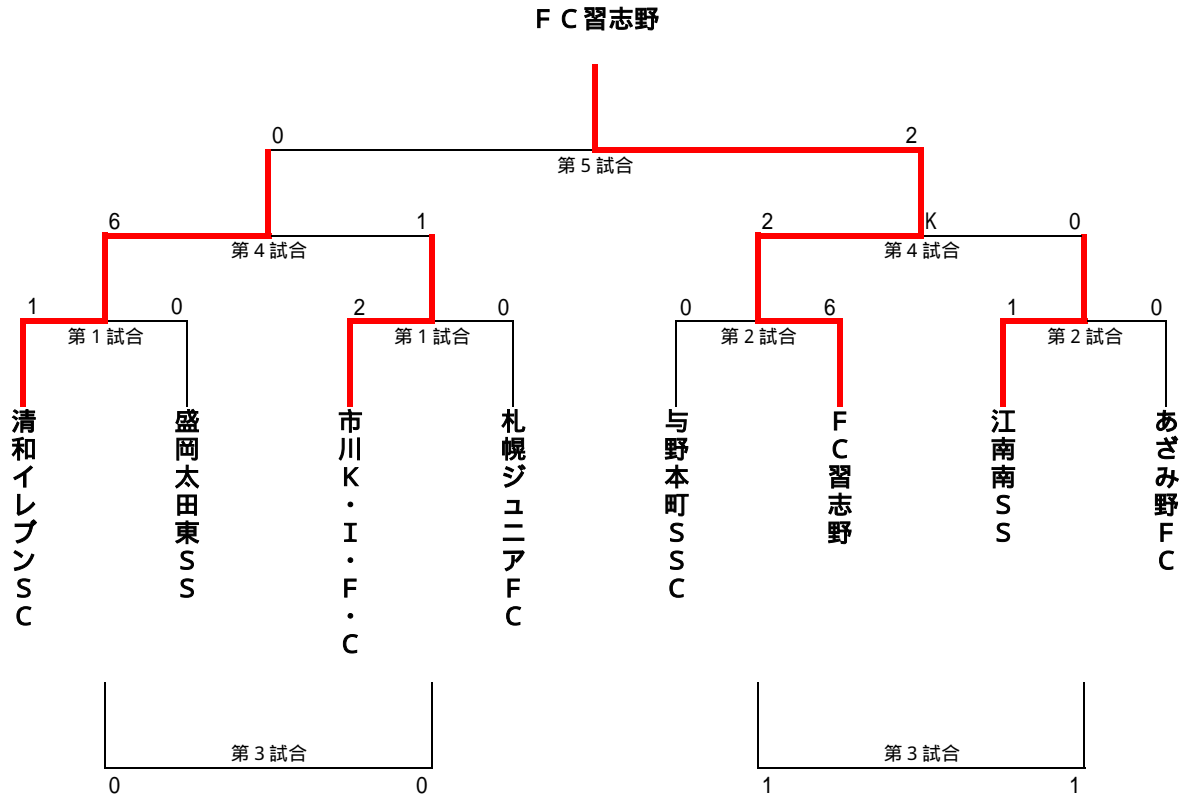 ＦＣ習志野
0 2
第５試合
6 1 2 K 0
第４試合 第４試合
1 0 2 0 0 6 1 0
第１試合 第１試合 第２試合 第２試合
清和イレブンＳＣ
盛岡太田東ＳＳ
市川Ｋ・Ｉ・Ｆ・Ｃ
札幌ジュニアＦＣ
与野本町ＳＳＣ
ＦＣ習志野
江南南ＳＳ
あざみ野ＦＣ
第３試合 第３試合
0 0 1 1